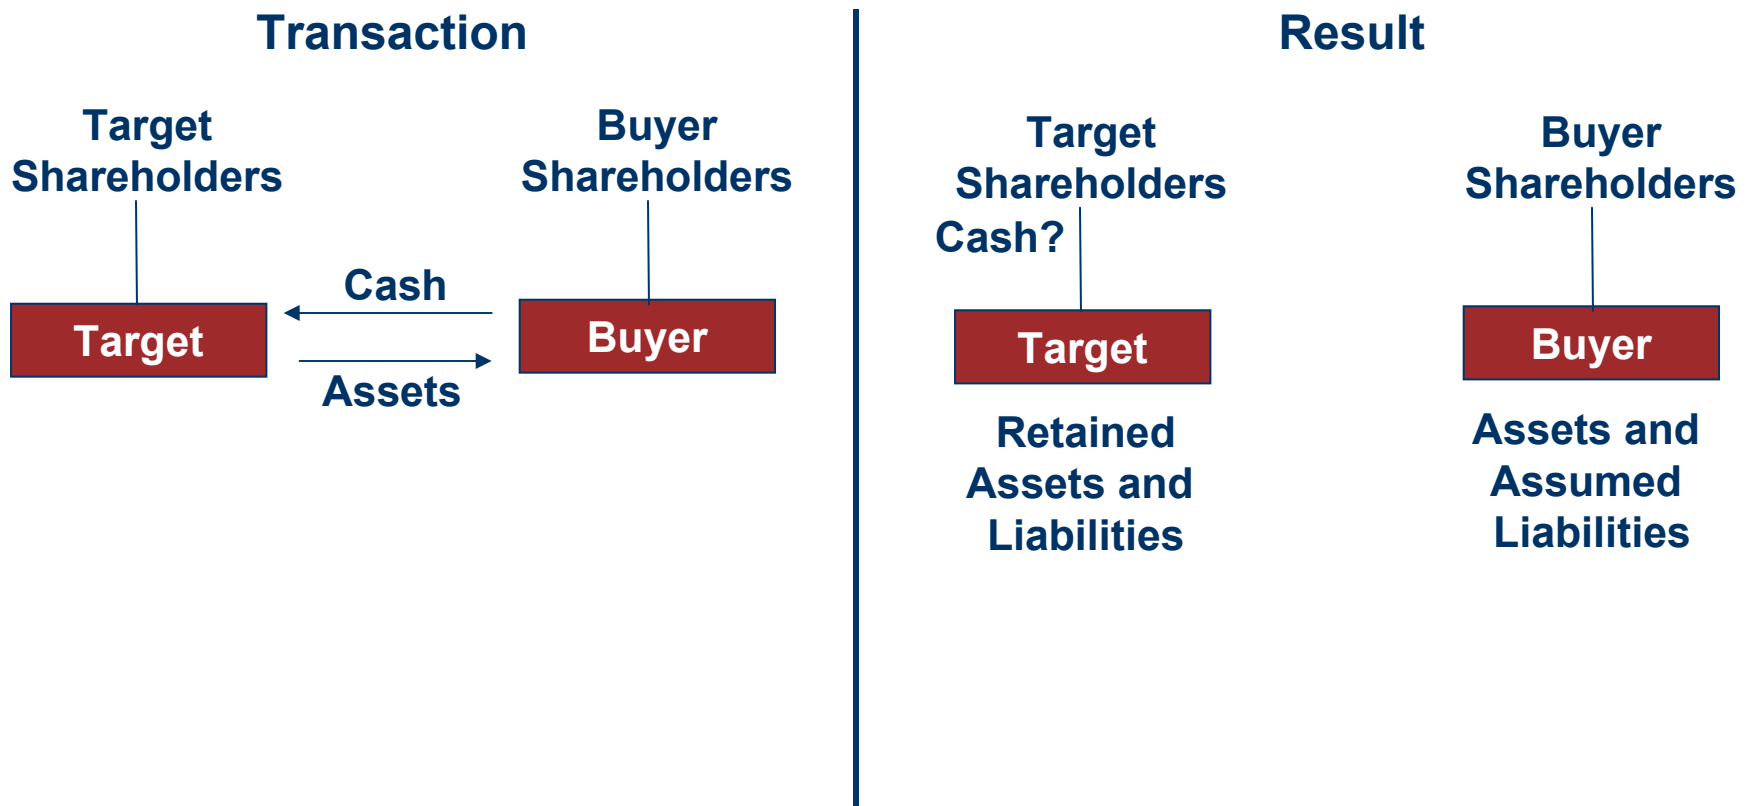 Transaction
Target
Shareholders
Buyer
Shareholders
Cash
Target
Buyer
Assets
Result
Target
Shareholders
Cash?
Buyer
Shareholders
Target
Buyer
Retained
Assets and
Liabilities
Assets and
Assumed
Liabilities